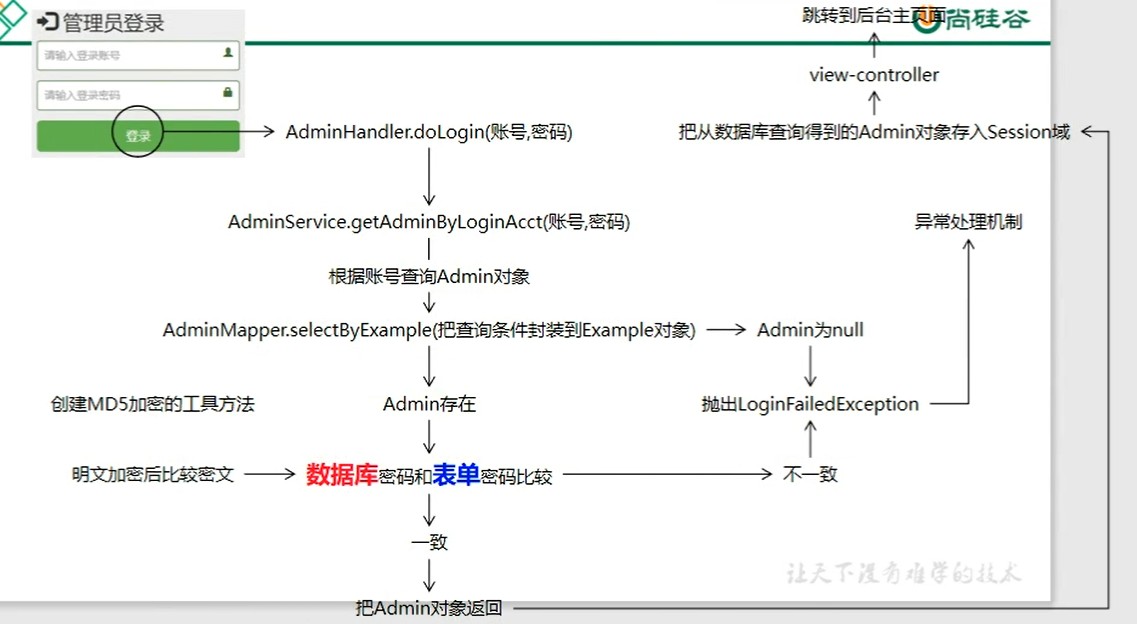 管理员登录
请输入登录账号
请输入登录密码
登录
跳转到后台主页面
尚硅谷
view-controller
AdminHandler.doLogin(账号,密码)
把从数据库查询得到的Admin对象存入Session域
AdminService.getAdminByLoginAcct(账号,密码)
异常处理机制
根据账号查询Admin对象
AdminMapper.selectByExample(把查询条件封装到Example对象)
Admin为null
创建MD5加密的工具方法
Admin存在
抛出LoginFailedException
明文加密后比较密文
数据库密码和表单密码比较
不一致
一致
让天下没有难学的技术
把Admin对象返回